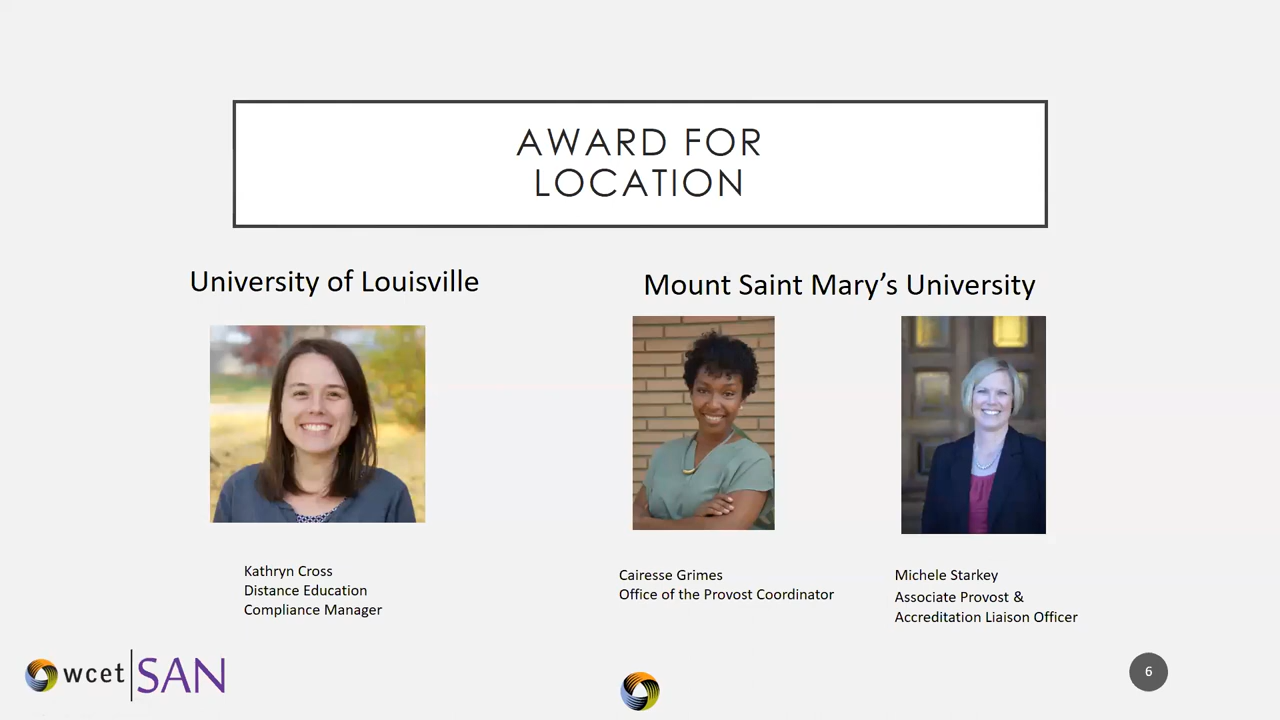 AWARD FOR
LOCATION
University of Louisville
Kathryn Cross
Distance Education
Compliance Manager
Mount Saint Mary’s University
Cairesse Grimes
Office of the Provost Coordinator
Michele Starkey
Associate Provost &
Accreditation Liaison Officer
wcet SAN
6